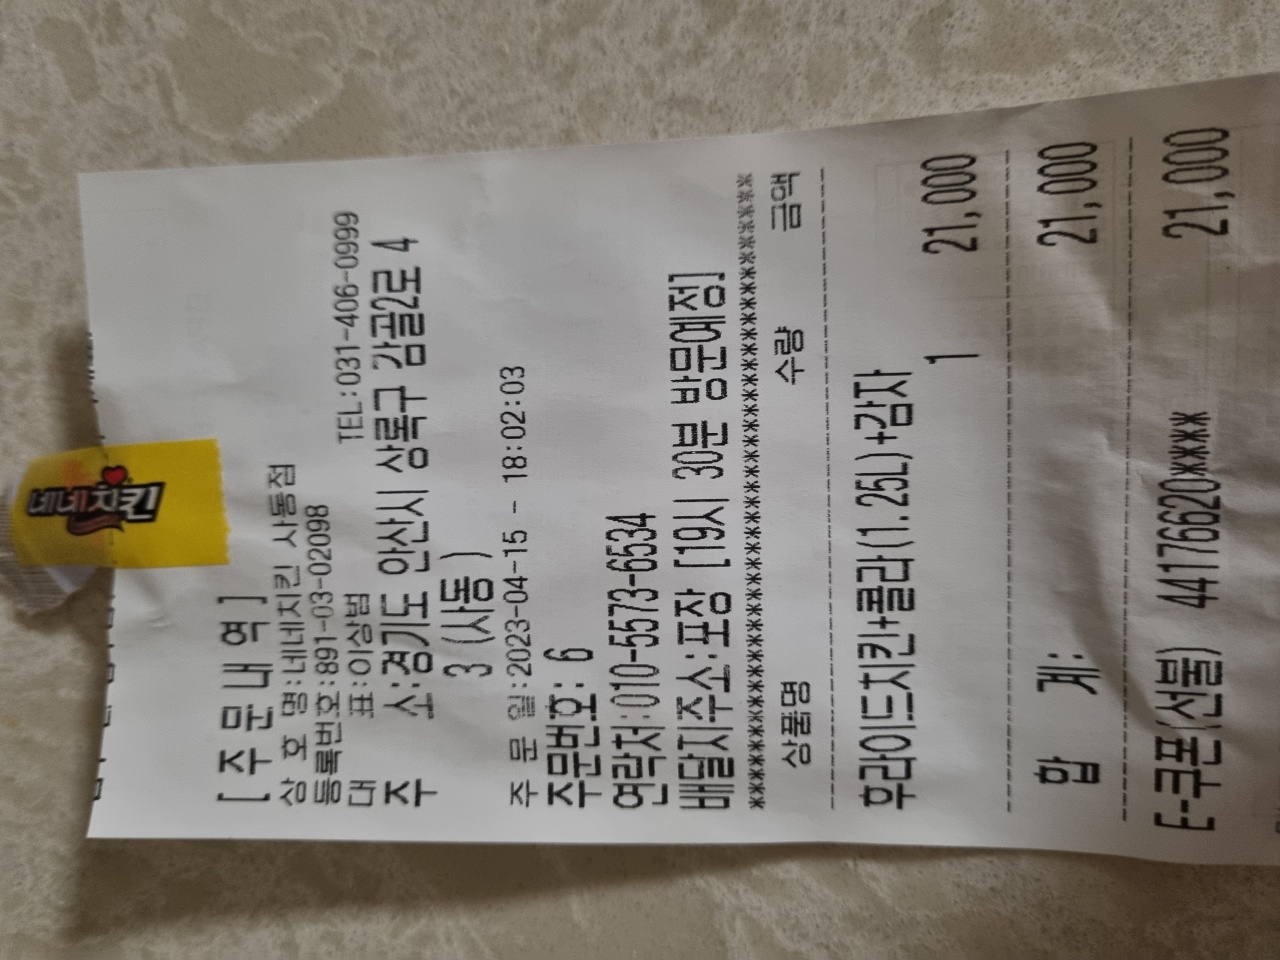 네네치킨
[주 문 내 역]
상 호 명:네네치킨 사동점
등록번호:891-03-02098
대 표:이상범 TEL:031-406-0999
주 소:경기도 안산시 상록구 감골2로 4
3 (사동 )
주 문 일:2023-04-15 - 18:02:03
주문번호: 6
연락처:010-5573-6534
배달지주소:포장 [19시 30분 방문예정]
상품명 수량 금액
후라이드치킨+콜라(1.25L)+감자
1 21,000
합 계: 21,000
E-쿠폰(선불) 44176620**** 21,000